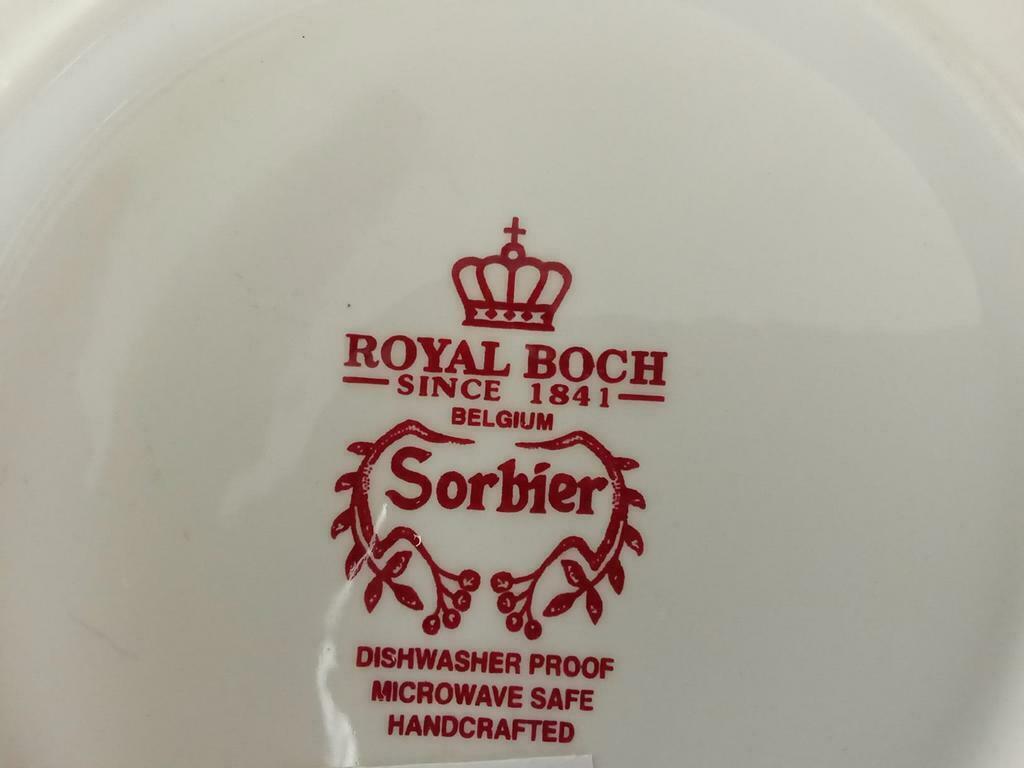 ROYAL BOCH
SINCE 1841
BELGIUM
Sorbier
DISHWASHER PROOF
MICROWAVE SAFE
HANDCRAFTED